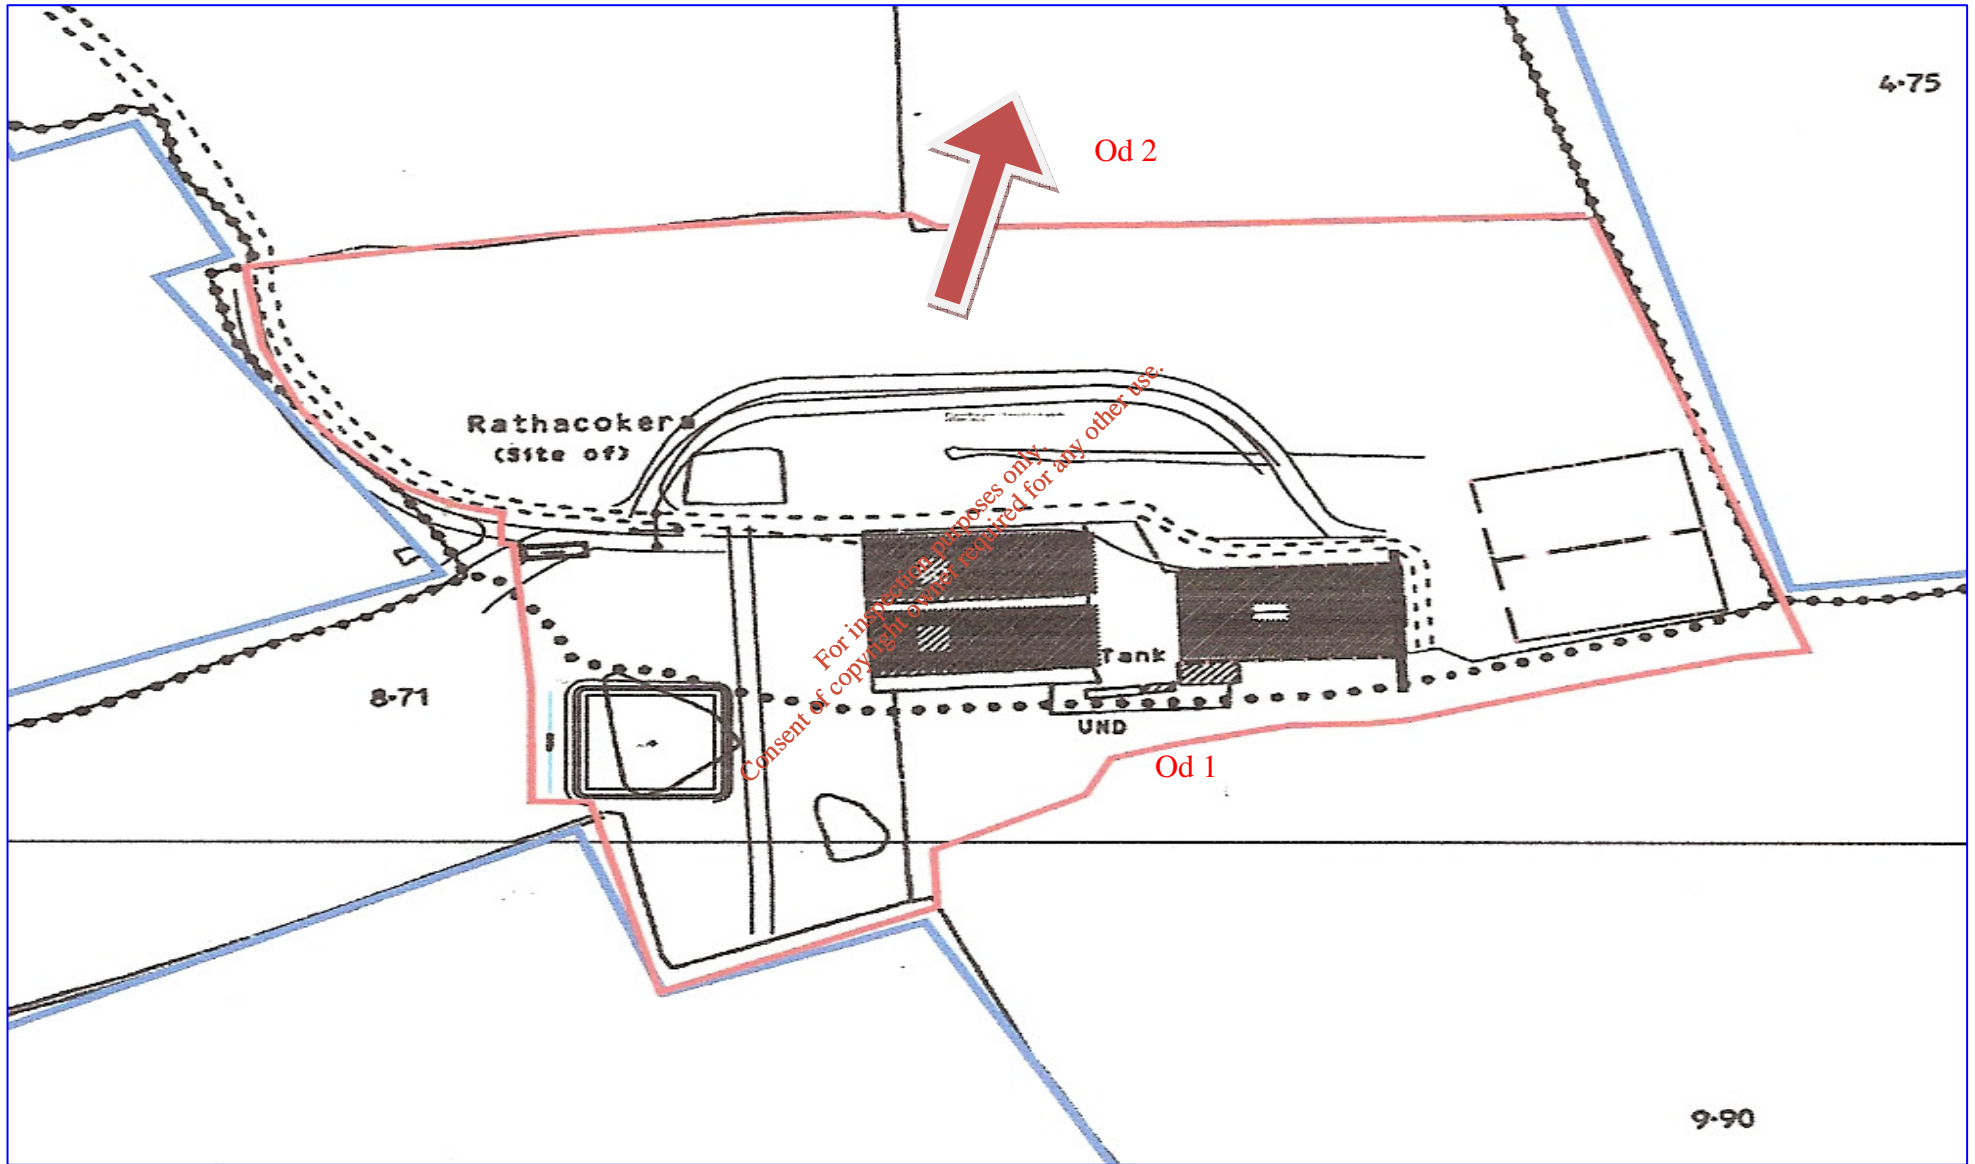 4·75
Od 2
Rathacokera
(Site of)
For inspection purposes only.
Consent of copyright owner required for any other use.
Tank
8·71
UND
Od 1
9·90